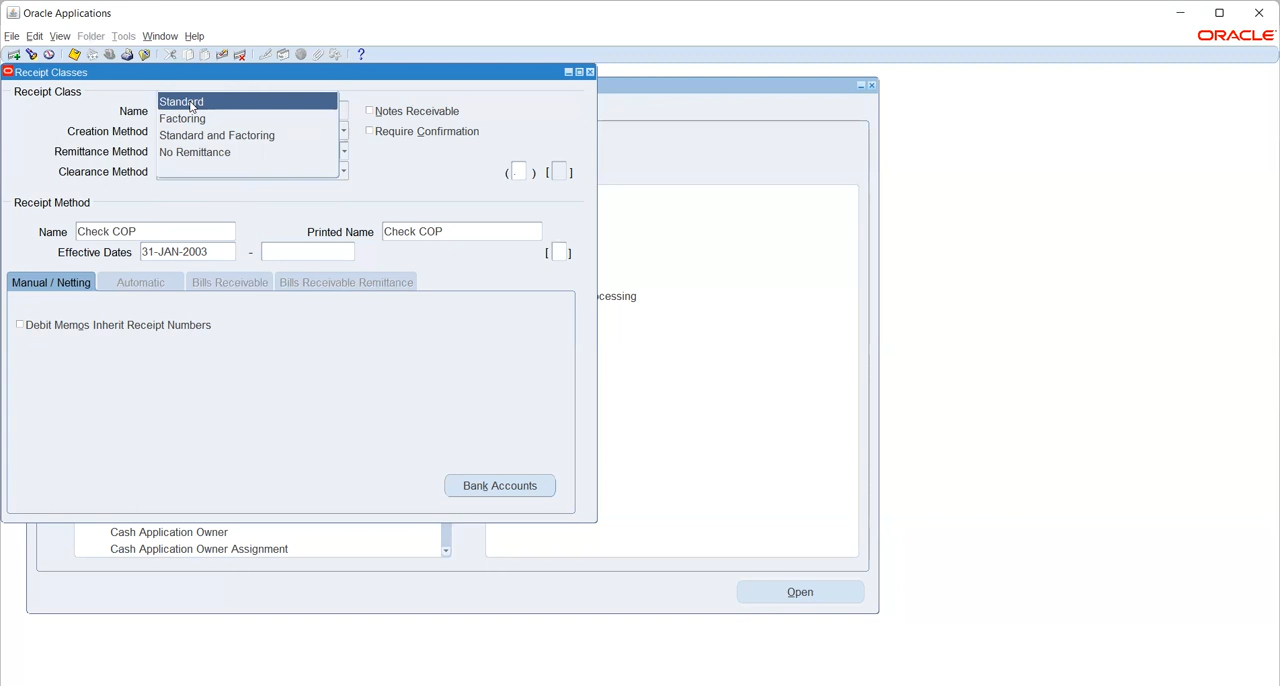 Oracle Applications
File Edit View Folder Tools Window Help
ORACLE
Receipt Classes
Receipt Class
Name
Standard
Factoring
Standard and Factoring
No Remittance
Notes Receivable
Creation Method
Require Confirmation
Remittance Method
Clearance Method
( . ) [ ]
Receipt Method
Name Check COP Printed Name Check COP
Effective Dates 31-JAN-2003 - [ ]
Manual / Netting Automatic Bills Receivable Bills Receivable Remittance
Debit Memos Inherit Receipt Numbers
Bank Accounts
cessing
Cash Application Owner
Cash Application Owner Assignment
Open